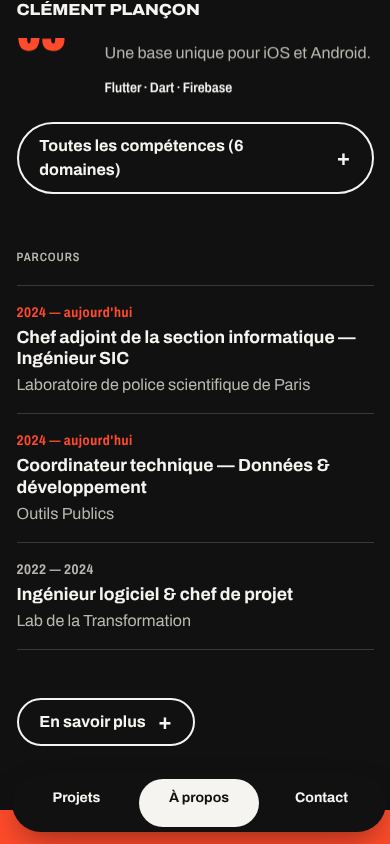 CLÉMENT PLANÇON
Une base unique pour iOS et Android.
Flutter · Dart · Firebase
Toutes les compétences (6
domaines)
+
PARCOURS
2024 — aujourd'hui
Chef adjoint de la section informatique —
Ingénieur SIC
Laboratoire de police scientifique de Paris
2024 — aujourd'hui
Coordinateur technique — Données &
développement
Outils Publics
2022 — 2024
Ingénieur logiciel & chef de projet
Lab de la Transformation
En savoir plus +
Projets
À propos
Contact